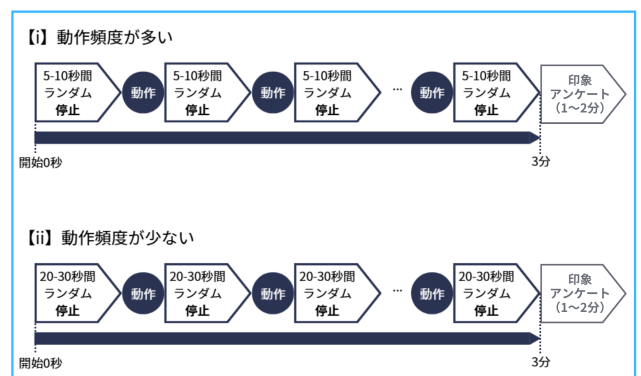 【i】動作頻度が多い
5-10秒間
ランダム
停止
動作
5-10秒間
ランダム
停止
動作
5-10秒間
ランダム
停止
...
動作
5-10秒間
ランダム
停止
印象
アンケート
（1〜2分）
開始0秒
3分
【ii】動作頻度が少ない
20-30秒間
ランダム
停止
動作
20-30秒間
ランダム
停止
動作
20-30秒間
ランダム
停止
...
動作
20-30秒間
ランダム
停止
印象
アンケート
（1〜2分）
開始0秒
3分